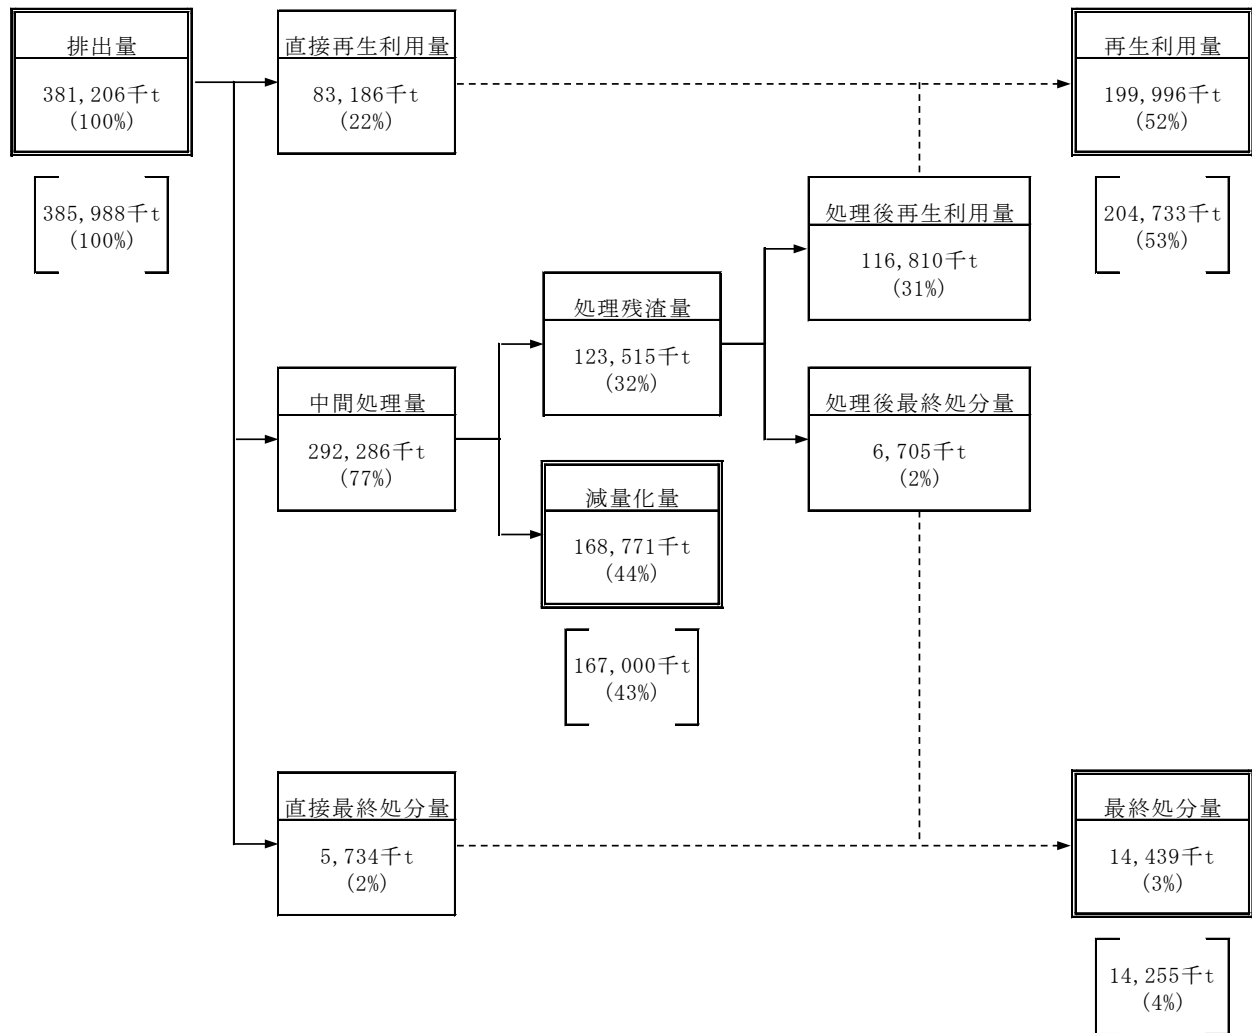 排出量
381,206千t
(100%)
385,988千t
(100%)
直接再生利用量
83,186千t
(22%)
再生利用量
199,996千t
(52%)
204,733千t
(53%)
処理後再生利用量
116,810千t
(31%)
処理残渣量
123,515千t
(32%)
中間処理量
292,286千t
(77%)
処理後最終処分量
6,705千t
(2%)
減量化量
168,771千t
(44%)
167,000千t
(43%)
直接最終処分量
5,734千t
(2%)
最終処分量
14,439千t
(3%)
14,255千t
(4%)